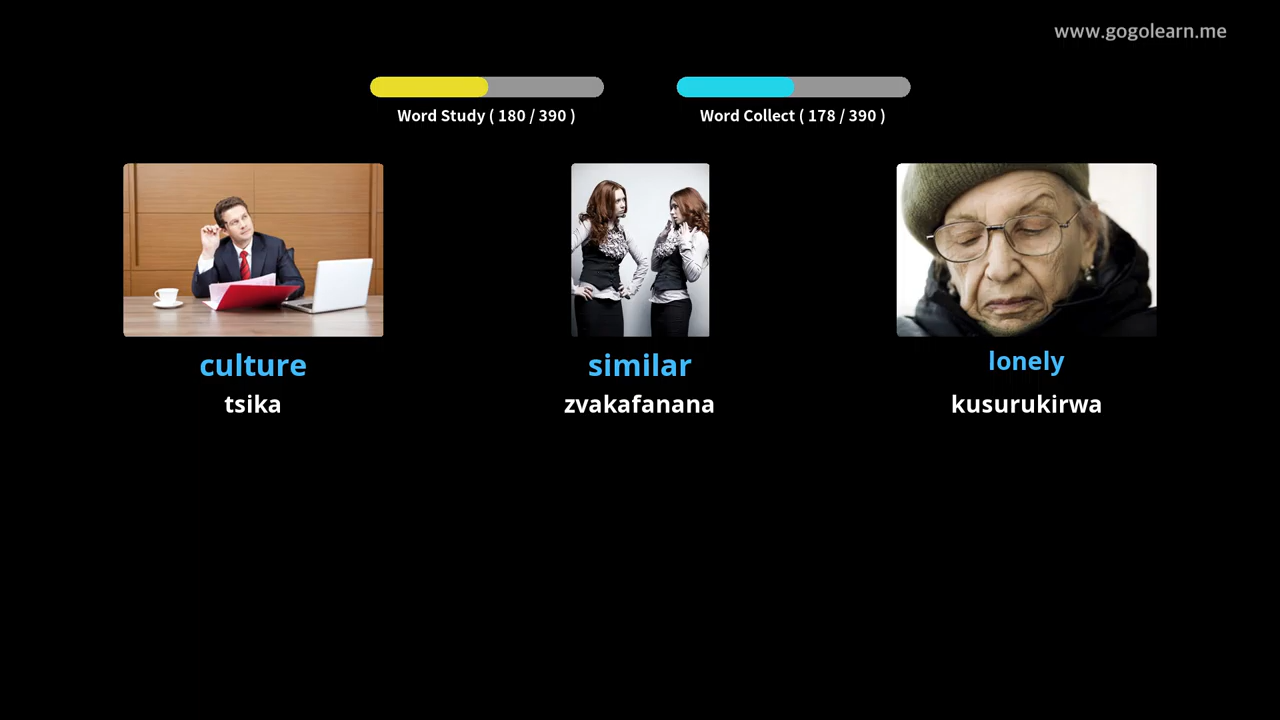 www.gogolearn.me
Word Study ( 180 / 390 )
Word Collect ( 178 / 390 )
culture
similar
lonely
tsika
zvakafanana
kusurukirwa